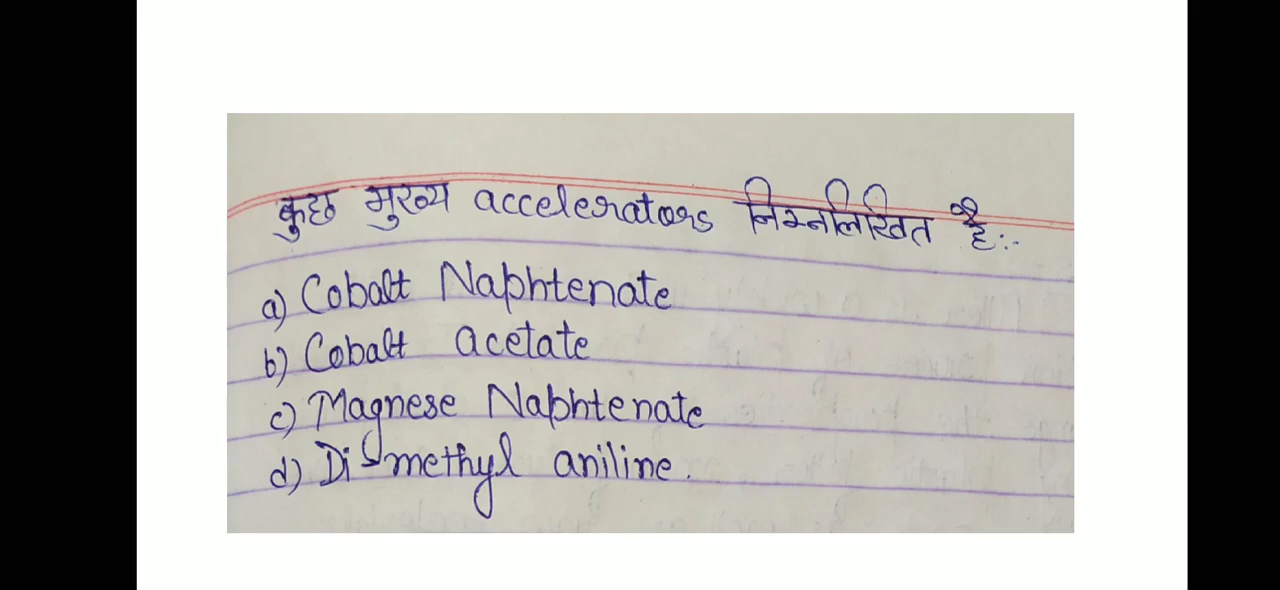 कुछ मुख्य accelerators निम्नलिखित है:-
a) Cobalt Naphtenate
b) Cobalt acetate
c) Magnese Naphtenate
d) Di methyl aniline.